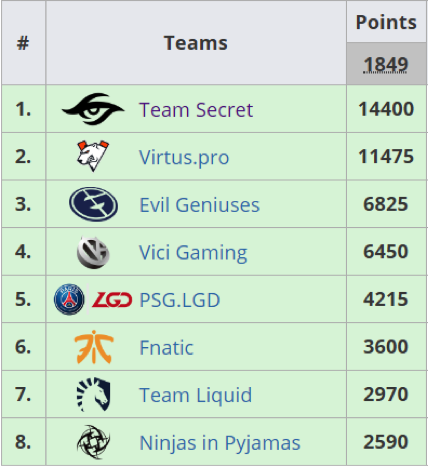 # Teams Points
1849
1. Team Secret 14400
2. Virtus.pro 11475
3. Evil Geniuses 6825
4. Vici Gaming 6450
5. LGD PSG.LGD 4215
6. Fnatic 3600
7. Team Liquid 2970
8. Ninjas in Pyjamas 2590